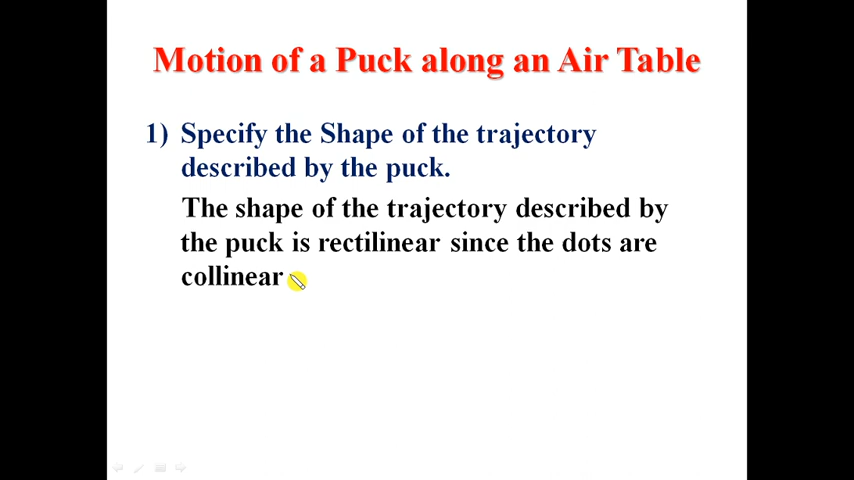 Motion of a Puck along an Air Table
1) Specify the Shape of the trajectory
described by the puck.
The shape of the trajectory described by
the puck is rectilinear since the dots are
collinear